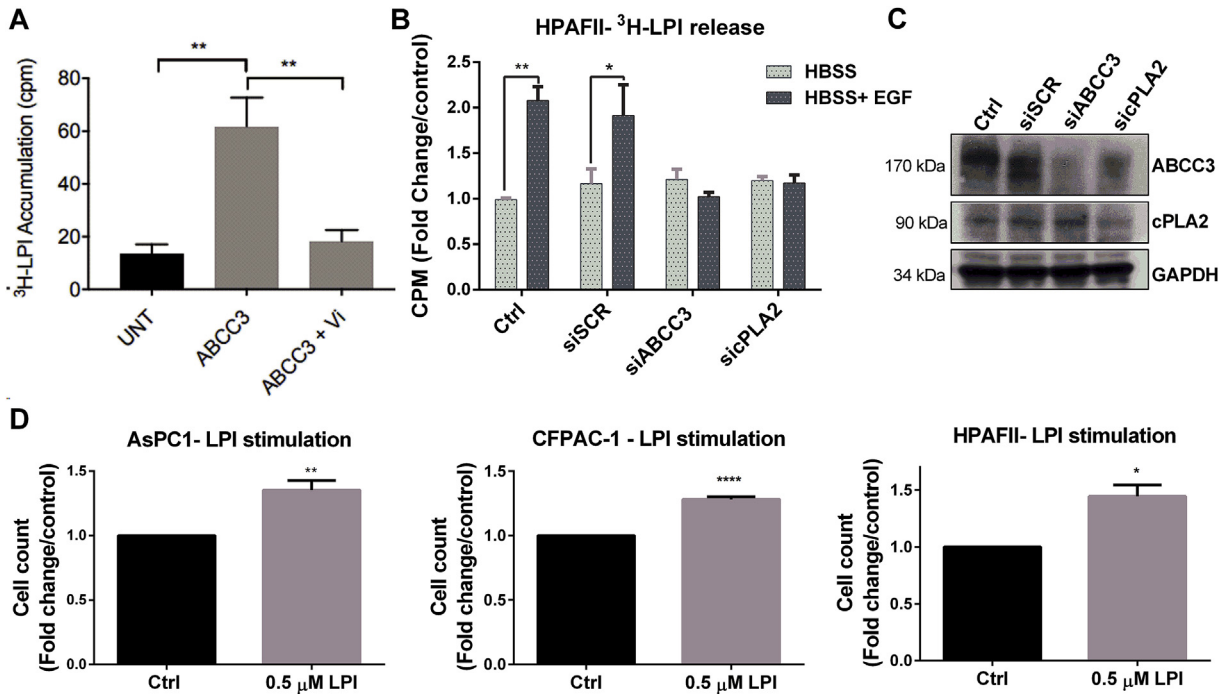 A
**
**
80
60
40
20
0
³H-LPI Accumulation (cpm)
UNT
ABCC3
ABCC3 + Vi
B
HPAFII- ³H-LPI release
**
*
HBSS
HBSS+ EGF
2.5
2.0
1.5
1.0
0.5
0.0
CPM (Fold Change/control)
Ctrl
siSCR
siABCC3
sicPLA2
C
Ctrl
siSCR
siABCC3
sicPLA2
170 kDa
ABCC3
90 kDa
cPLA2
34 kDa
GAPDH
D
AsPC1- LPI stimulation
**
1.5
1.0
0.5
0.0
Cell count
(Fold change/control)
Ctrl
0.5 μM LPI
CFPAC-1 - LPI stimulation
****
1.5
1.0
0.5
0.0
Cell count
(Fold change/control)
Ctrl
0.5 μM LPI
HPAFII- LPI stimulation
*
1.5
1.0
0.5
0.0
Cell count
(Fold change/control)
Ctrl
0.5 μM LPI